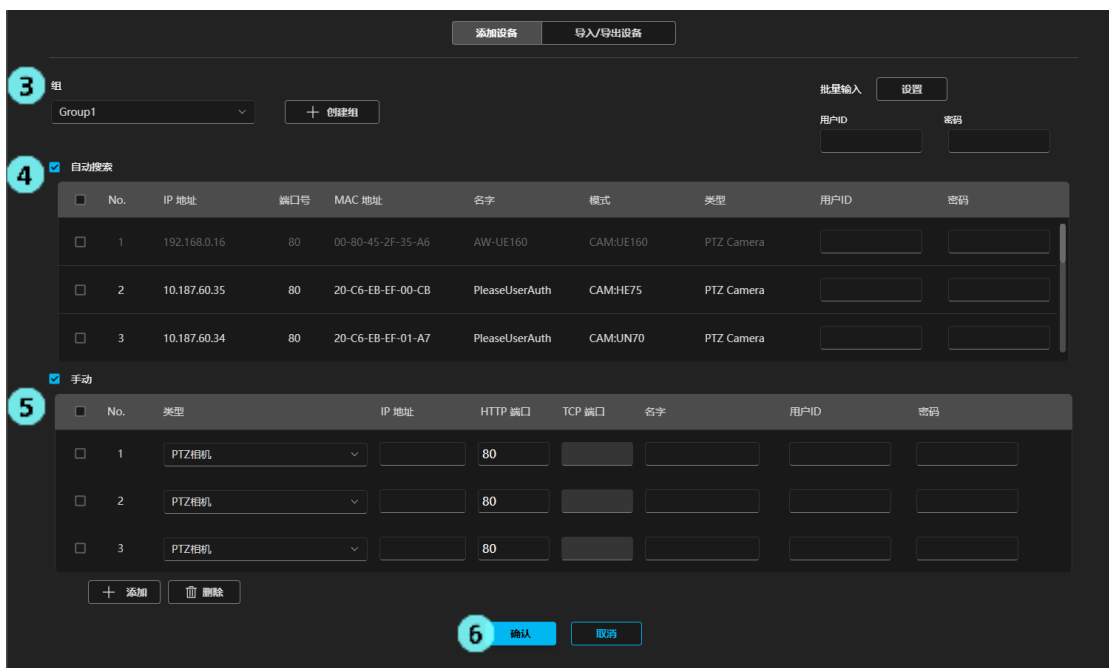 添加设备 导入/导出设备
3 组 批量输入 设置
Group1 + 创建组 用户ID 密码
4 自动搜索
No. IP 地址 端口号 MAC 地址 名字 模式 类型 用户ID 密码
1 192.168.0.16 80 00-80-45-2F-35-A6 AW-UE160 CAM:UE160 PTZ Camera
2 10.187.60.35 80 20-C6-EB-EF-00-CB PleaseUserAuth CAM:HE75 PTZ Camera
3 10.187.60.34 80 20-C6-EB-EF-01-A7 PleaseUserAuth CAM:UN70 PTZ Camera
手动
5 No. 类型 IP 地址 HTTP 端口 TCP 端口 名字 用户ID 密码
1 PTZ相机 80
2 PTZ相机 80
3 PTZ相机 80
+ 添加 删除
6 确认 取消